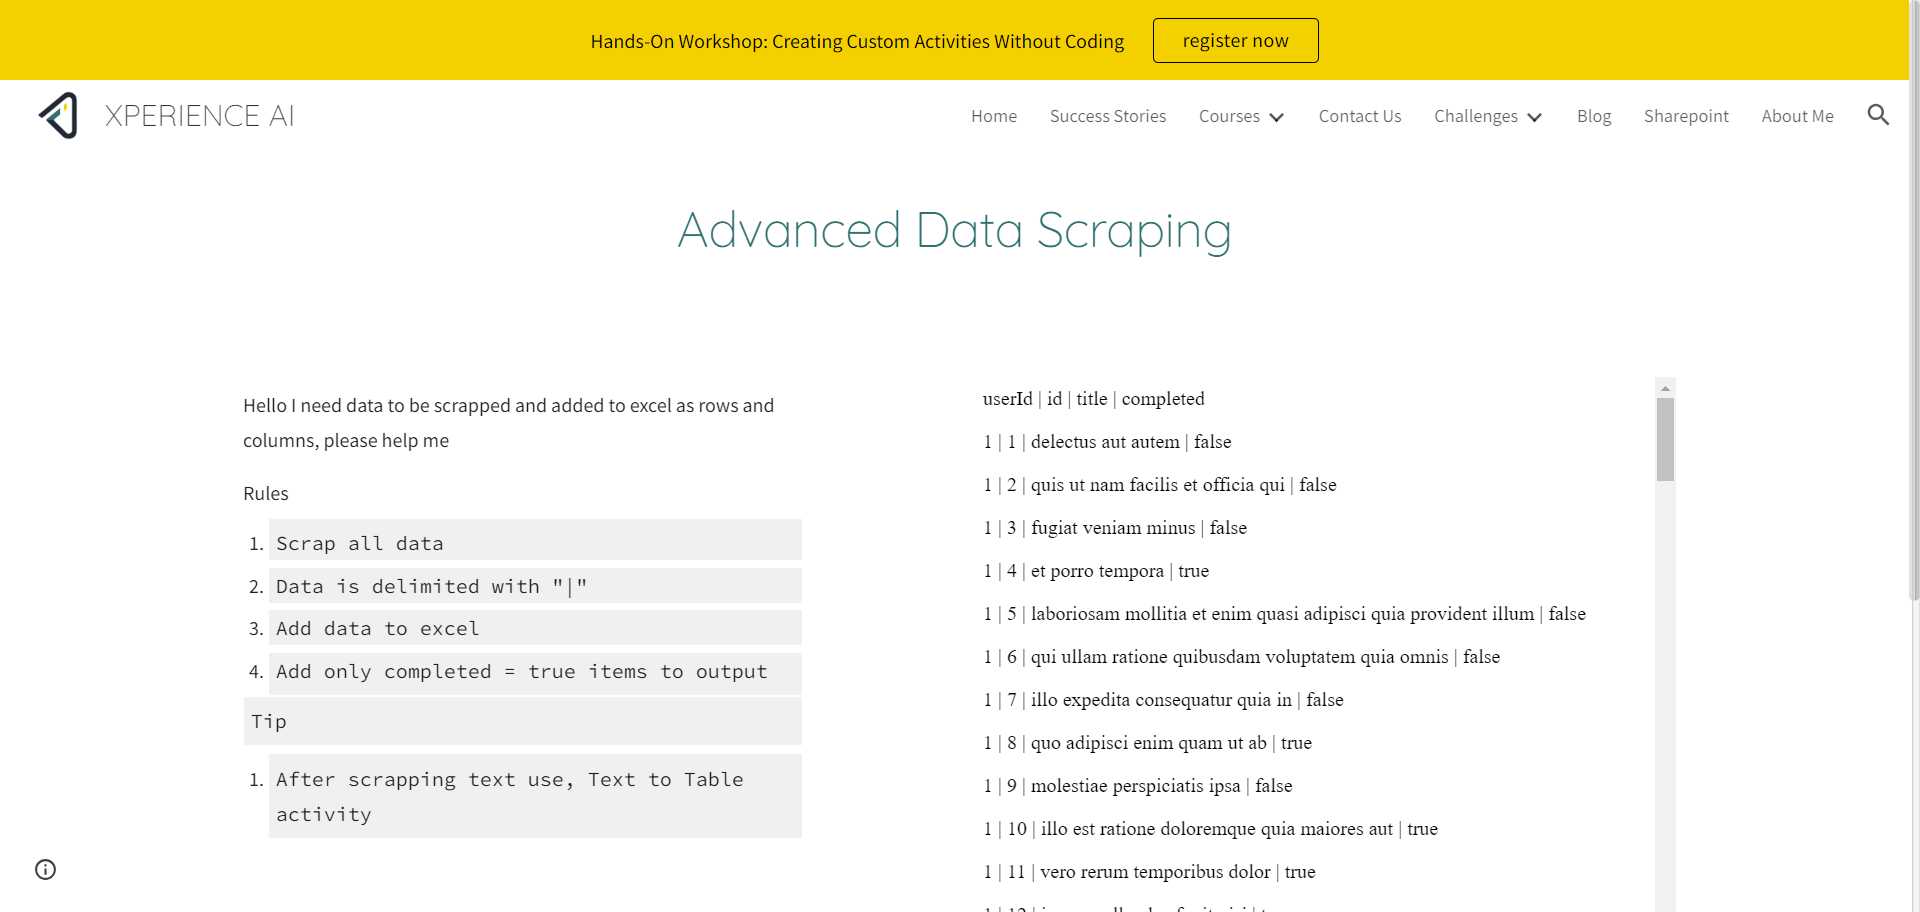 Hands-On Workshop: Creating Custom Activities Without Coding
register now
XPERIENCE AI
Home
Success Stories
Courses
Contact Us
Challenges
Blog
Sharepoint
About Me
Advanced Data Scraping
Hello I need data to be scrapped and added to excel as rows and
columns, please help me
Rules
1. Scrap all data
2. Data is delimited with "|"
3. Add data to excel
4. Add only completed = true items to output
Tip
1. After scrapping text use, Text to Table
activity
userId | id | title | completed
1 | 1 | delectus aut autem | false
1 | 2 | quis ut nam facilis et officia qui | false
1 | 3 | fugiat veniam minus | false
1 | 4 | et porro tempora | true
1 | 5 | laboriosam mollitia et enim quasi adipisci quia provident illum | false
1 | 6 | qui ullam ratione quibusdam voluptatem quia omnis | false
1 | 7 | illo expedita consequatur quia in | false
1 | 8 | quo adipisci enim quam ut ab | true
1 | 9 | molestiae perspiciatis ipsa | false
1 | 10 | illo est ratione doloremque quia maiores aut | true
1 | 11 | vero rerum temporibus dolor | true